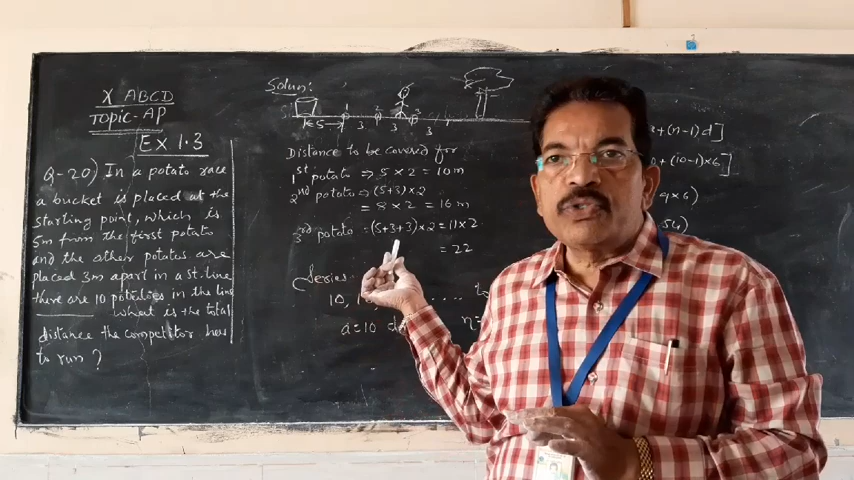 X ABCD
Topic-AP
EX 1.3
Q-20) In a potato race
a bucket is placed at the
starting point, which is
5m from the first potato
and the other potatoes are
placed 3m apart in a st. line
there are 10 potatoes in the line
What is the total
distance the competitor has
to run?
Solun:
5 3 3 3
Distance to be covered for
1st potato ⇒ 5 × 2 = 10 m
2nd potato ⇒ (5+3) × 2
= 8 × 2 = 16 m
3rd potato = (5+3+3) × 2 = 11 × 2
= 22
Series
10, 1
a = 10 d
n =
+ (n-1) d]
+ (10-1) × 6]
× 6)
54)